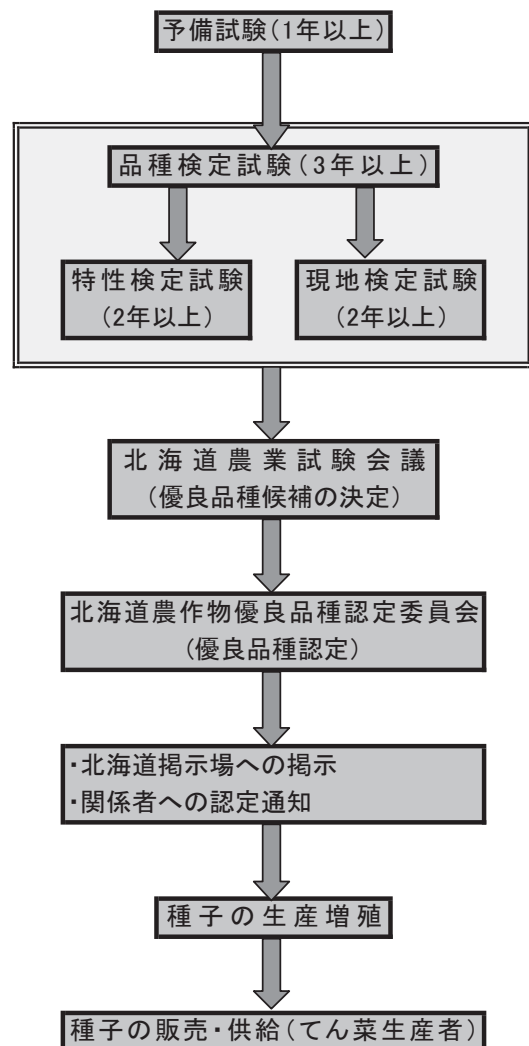 予備試験(1年以上)
品種検定試験(3年以上)
特性検定試験
(2年以上)
現地検定試験
(2年以上)
北海道農業試験会議
(優良品種候補の決定)
北海道農作物優良品種認定委員会
(優良品種認定)
・北海道掲示場への掲示
・関係者への認定通知
種子の生産増殖
種子の販売・供給(てん菜生産者)